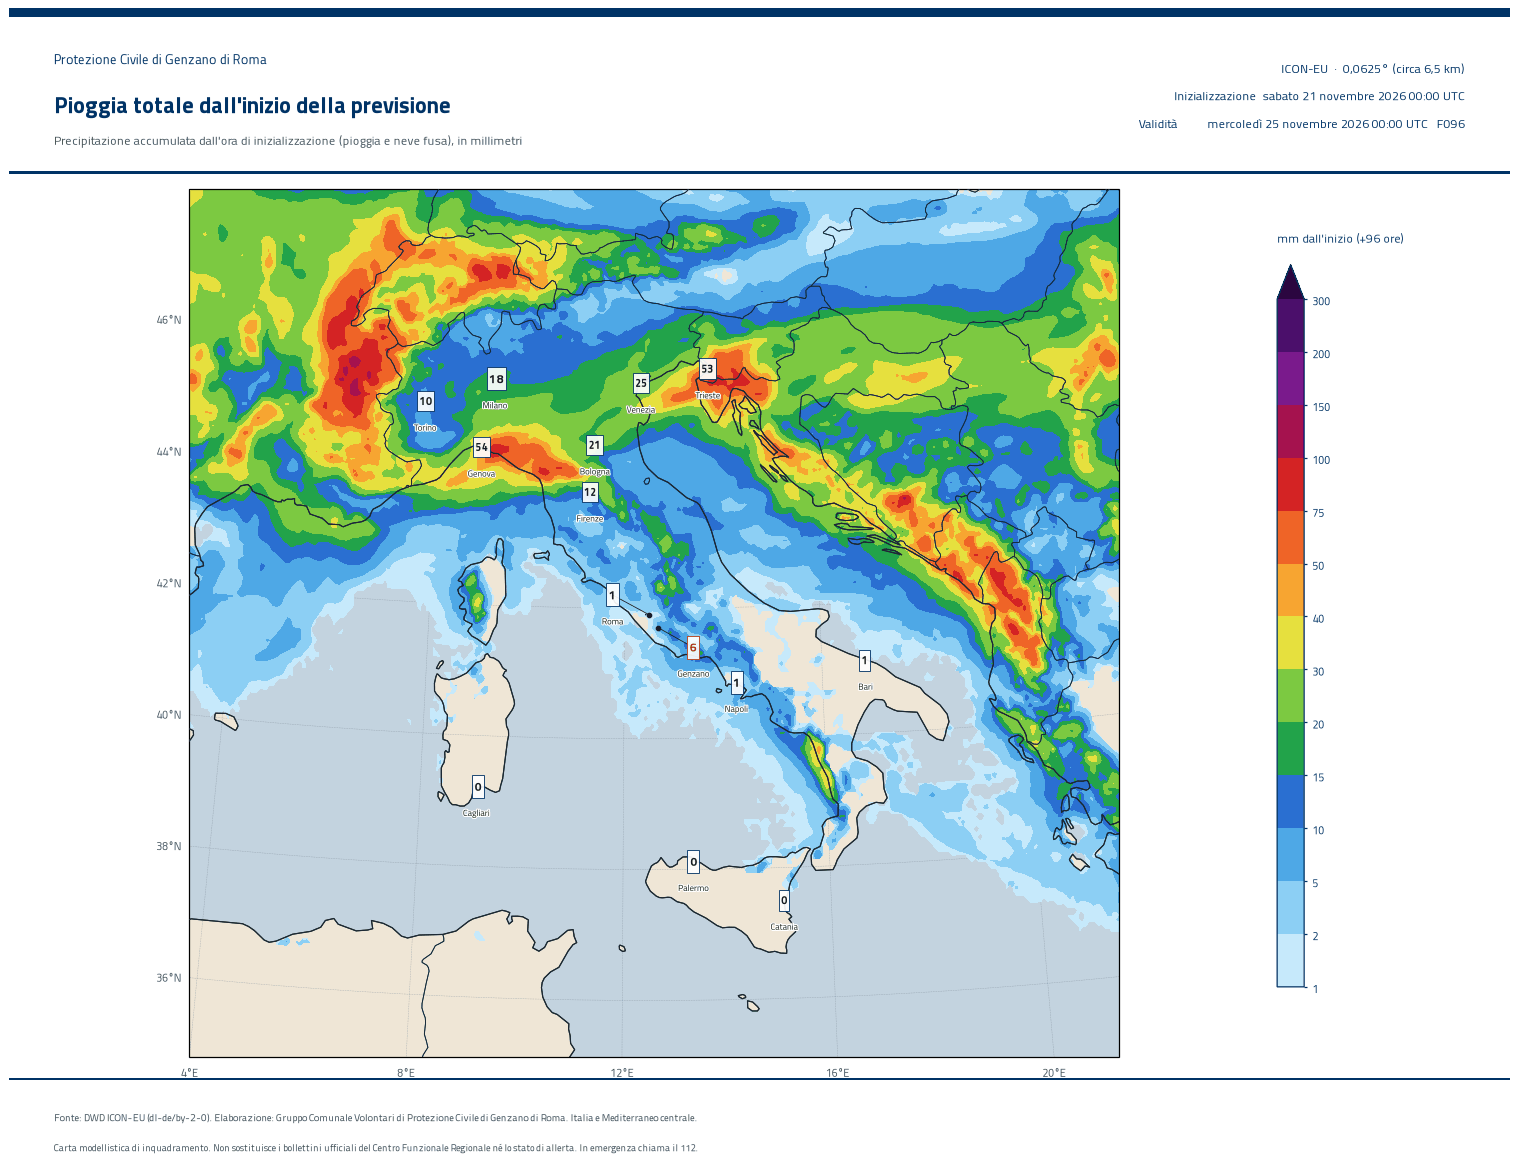 Protezione Civile di Genzano di Roma
Pioggia totale dall'inizio della previsione
Precipitazione accumulata dall'ora di inizializzazione (pioggia e neve fusa), in millimetri
ICON-EU · 0,0625° (circa 6,5 km)
Inizializzazione sabato 21 novembre 2026 00:00 UTC
Validità mercoledì 25 novembre 2026 00:00 UTC F096
mm dall'inizio (+96 ore)
300
200
150
100
75
50
40
30
20
15
10
5
2
1
46°N
44°N
42°N
40°N
38°N
36°N
4°E
8°E
12°E
16°E
20°E
53
Trieste
18
Milano
25
Venezia
10
Torino
54
Genova
21
Bologna
12
Firenze
1
Roma
6
Genzano
1
Napoli
1
Bari
0
Cagliari
0
Palermo
0
Catania
Fonte: DWD ICON-EU (dl-de/by-2-0). Elaborazione: Gruppo Comunale Volontari di Protezione Civile di Genzano di Roma. Italia e Mediterraneo centrale.
Carta modellistica di inquadramento. Non sostituisce i bollettini ufficiali del Centro Funzionale Regionale né lo stato di allerta. In emergenza chiama il 112.